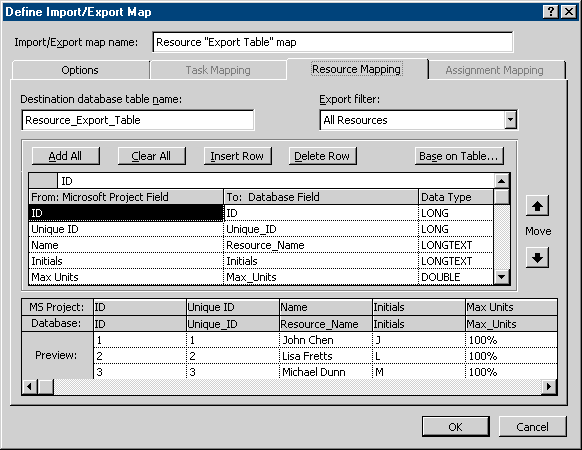 Define Import/Export Map
Import/Export map name: Resource "Export Table" map
Options Task Mapping Resource Mapping Assignment Mapping
Destination database table name: Export filter:
Resource_Export_Table All Resources
Add All Clear All Insert Row Delete Row Base on Table...
ID
From: Microsoft Project Field To: Database Field Data Type
ID ID LONG
Unique ID Unique_ID LONG
Name Resource_Name LONGTEXT
Move
Initials Initials LONGTEXT
Max Units Max_Units DOUBLE
MS Project: ID Unique ID Name Initials Max Units
Database: ID Unique_ID Resource_Name Initials Max_Units
Preview:
1 1 John Chen J 100%
2 2 Lisa Fretts L 100%
3 3 Michael Dunn M 100%
OK Cancel